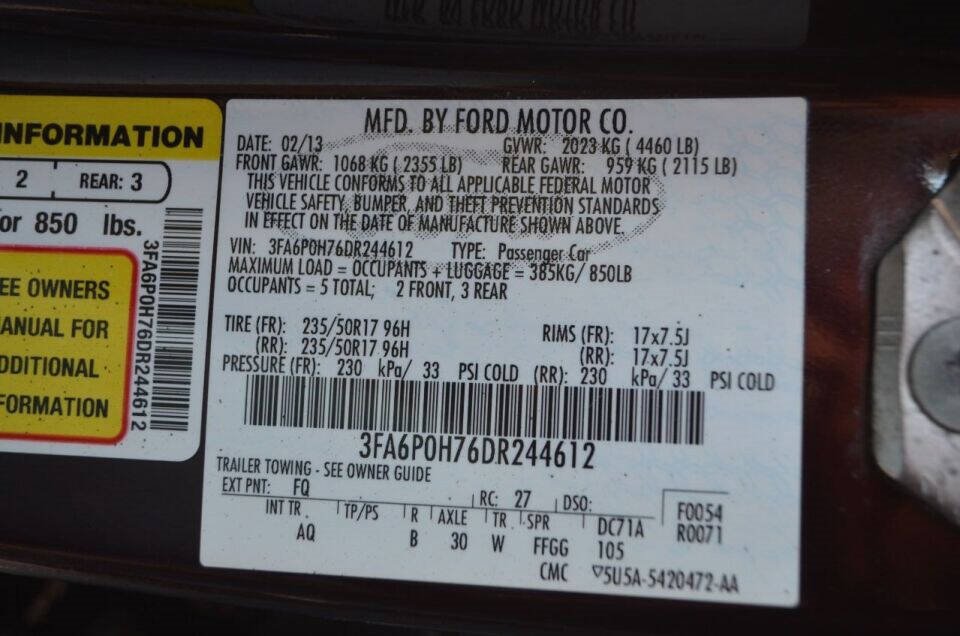 INFORMATION
2 REAR: 3
or 850 lbs.
EE OWNERS
ANUAL FOR
DDITIONAL
FORMATION
3FA6P0H76DR244612
MFD. BY FORD MOTOR CO.
DATE: 02/13 GVWR: 2023 KG ( 4460 LB)
FRONT GAWR: 1068 KG ( 2355 LB) REAR GAWR: 959 KG ( 2115 LB)
THIS VEHICLE CONFORMS TO ALL APPLICABLE FEDERAL MOTOR
VEHICLE SAFETY, BUMPER, AND THEFT PREVENTION STANDARDS
IN EFFECT ON THE DATE OF MANUFACTURE SHOWN ABOVE.
VIN: 3FA6P0H76DR244612 TYPE: Passenger Car
MAXIMUM LOAD = OCCUPANTS + LUGGAGE = 385KG/ 850LB
OCCUPANTS = 5 TOTAL; 2 FRONT, 3 REAR
TIRE (FR): 235/50R17 96H RIMS (FR): 17x7.5J
(RR): 235/50R17 96H (RR): 17x7.5J
PRESSURE (FR): 230 kPa/ 33 PSI COLD (RR): 230 kPa/ 33 PSI COLD
3FA6P0H76DR244612
TRAILER TOWING - SEE OWNER GUIDE
EXT PNT: FQ RC: 27 DSO: F0054
INT TR TP/PS R AXLE TR SPR DC71A R0071
AQ B 30 W FFGG 105
CMC ▽5U5A-5420472-AA